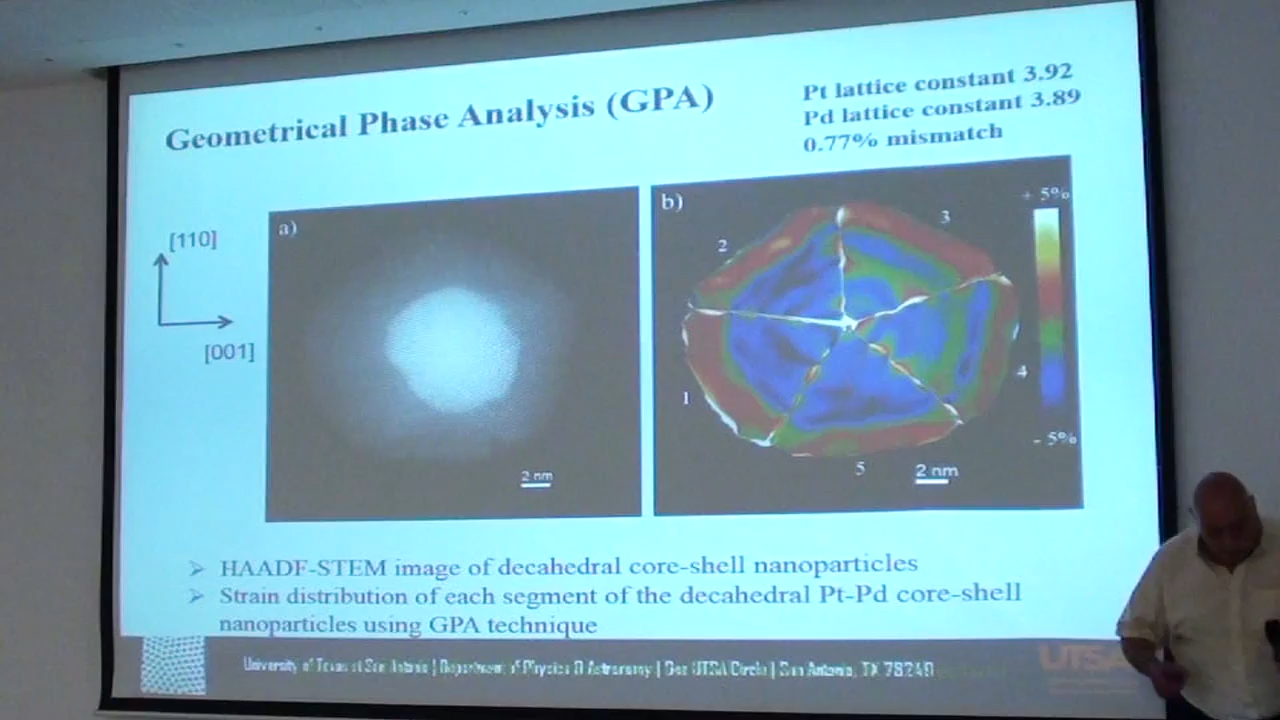 Geometrical Phase Analysis (GPA)
Pt lattice constant 3.92
Pd lattice constant 3.89
0.77% mismatch
[110]
[001]
a)
2 nm
b)
+ 5%
- 5%
1
2
3
4
5
2 nm
➢ HAADF-STEM image of decahedral core-shell nanoparticles
➢ Strain distribution of each segment of the decahedral Pt-Pd core-shell
nanoparticles using GPA technique
University of Texas at San Antonio | Department of Physics & Astronomy | One UTSA Circle | San Antonio, TX 78249
UTSA